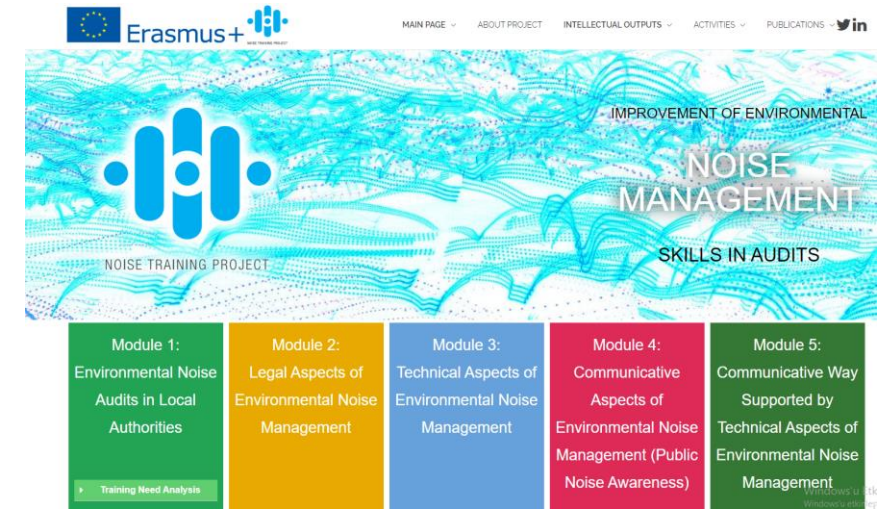 Erasmus+
NOISE TRAINING PROJECT
MAIN PAGE
ABOUT PROJECT
INTELLECTUAL OUTPUTS
ACTIVITIES
PUBLICATIONS
in
IMPROVEMENT OF ENVIRONMENTAL
NOISE
MANAGEMENT
SKILLS IN AUDITS
NOISE TRAINING PROJECT
Module 1:
Environmental Noise
Audits in Local
Authorities
Training Need Analysis
Module 2:
Legal Aspects of
Environmental Noise
Management
Module 3:
Technical Aspects of
Environmental Noise
Management
Module 4:
Communicative
Aspects of
Environmental Noise
Management (Public
Noise Awareness)
Module 5:
Communicative Way
Supported by
Technical Aspects of
Environmental Noise
Management
Windows'u Etk